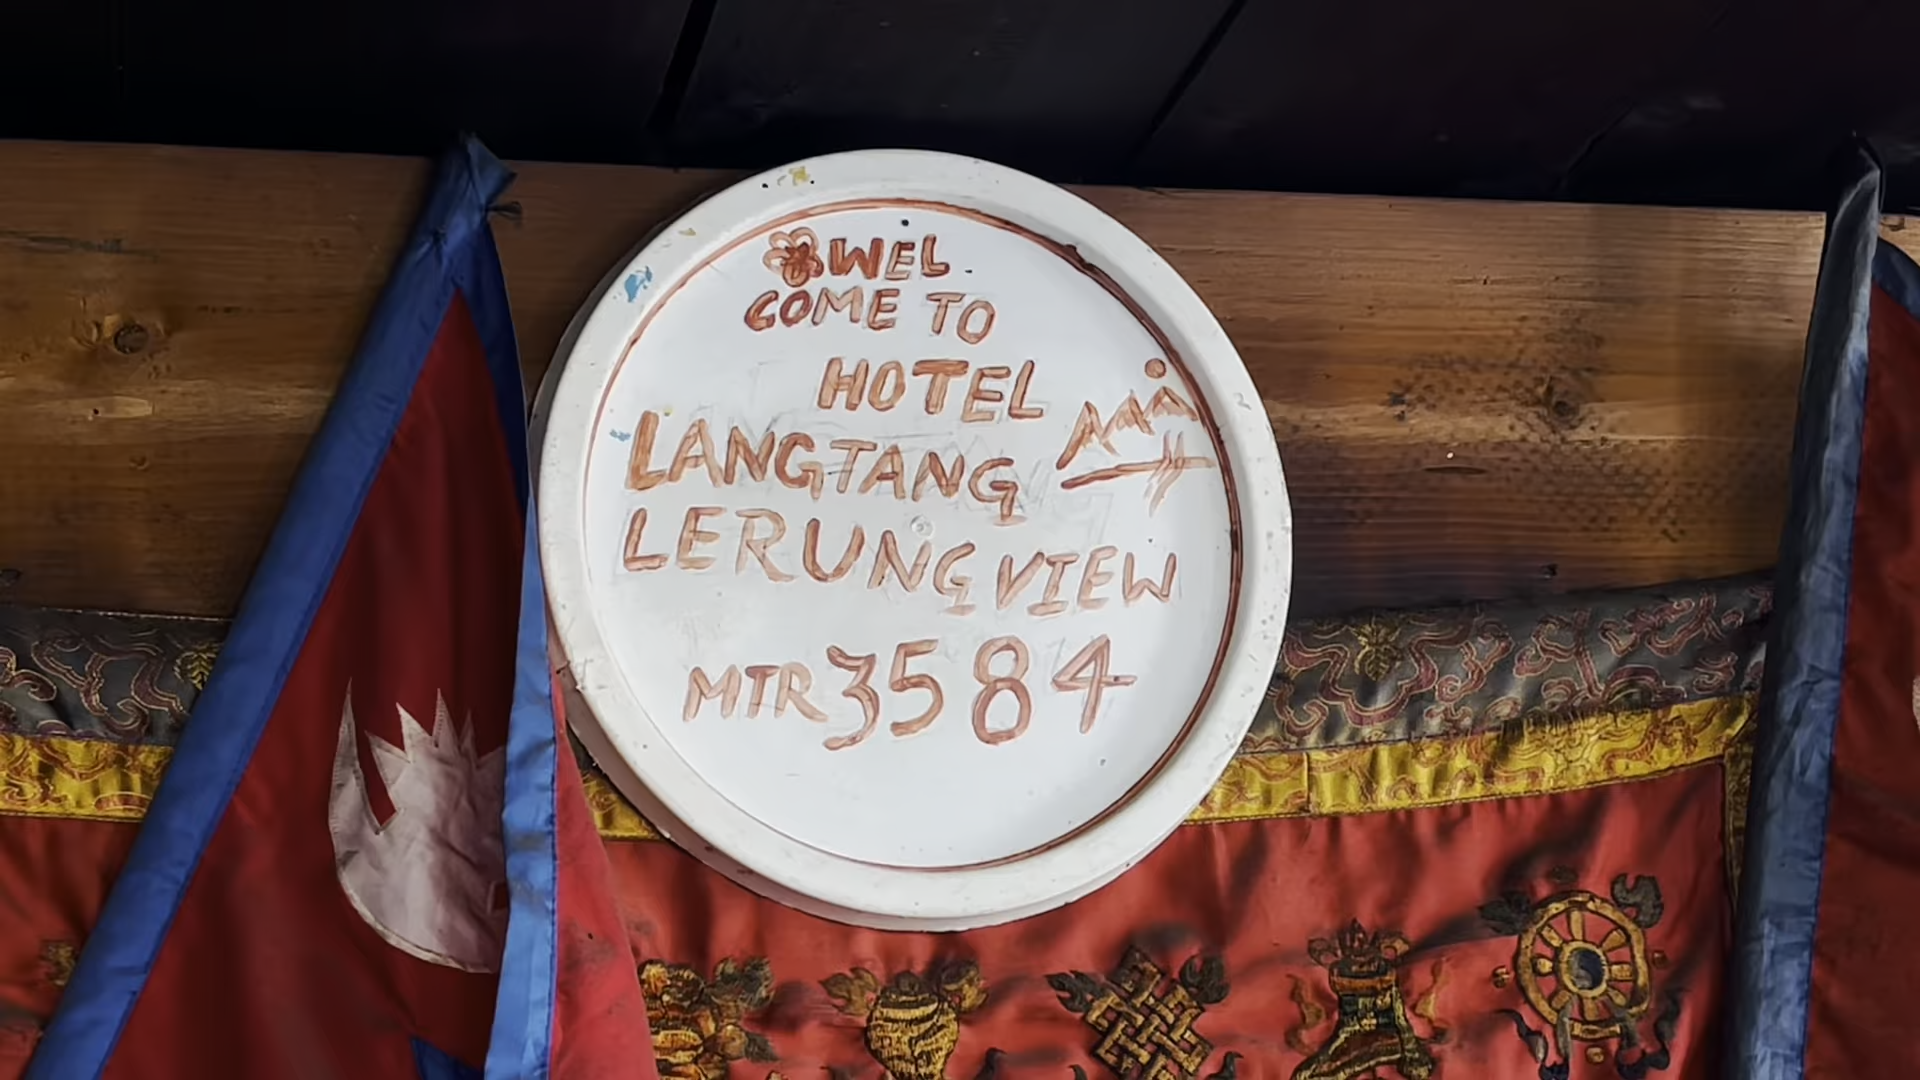 WEL
COME TO
HOTEL
LANGTANG
LERUNG VIEW
MTR 3584